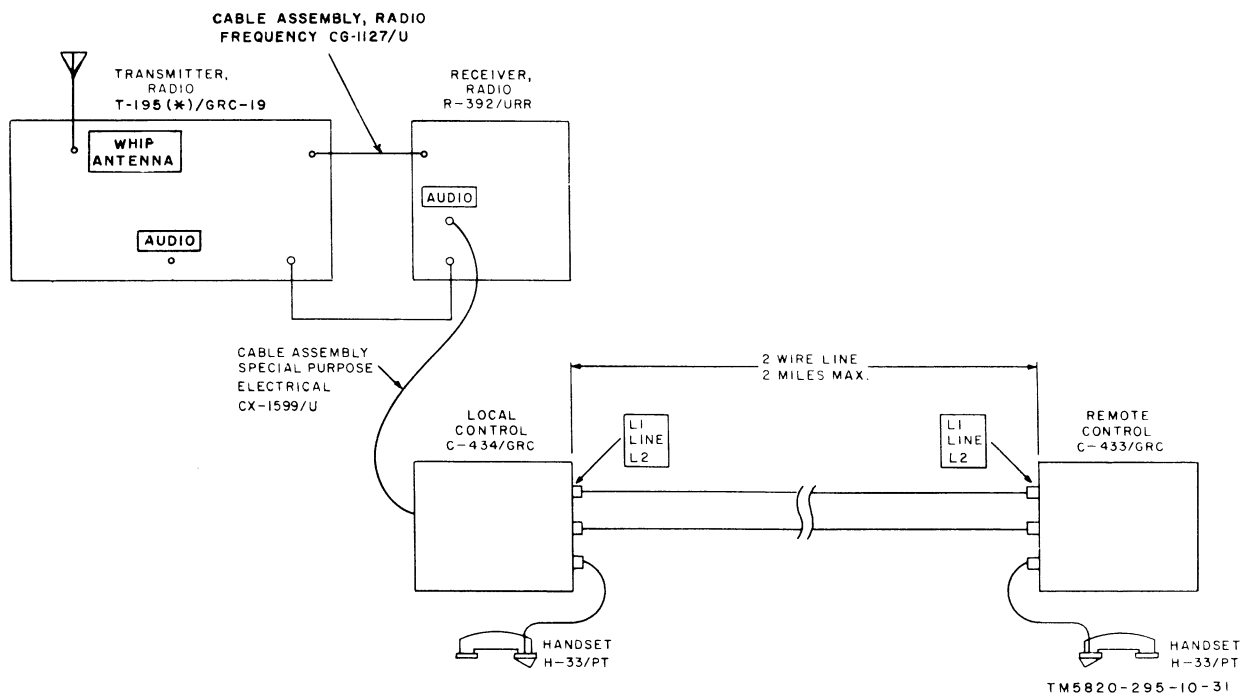 CABLE ASSEMBLY, RADIO
FREQUENCY CG-1127/U
TRANSMITTER,
RADIO
T-195(*)/GRC-19
RECEIVER,
RADIO
R-392/URR
WHIP
ANTENNA
AUDIO
AUDIO
CABLE ASSEMBLY
SPECIAL PURPOSE
ELECTRICAL
CX-1599/U
2 WIRE LINE
2 MILES MAX.
LOCAL
CONTROL
C-434/GRC
L1
LINE
L2
L1
LINE
L2
REMOTE
CONTROL
C-433/GRC
HANDSET
H-33/PT
HANDSET
H-33/PT
TM5820-295-10-31